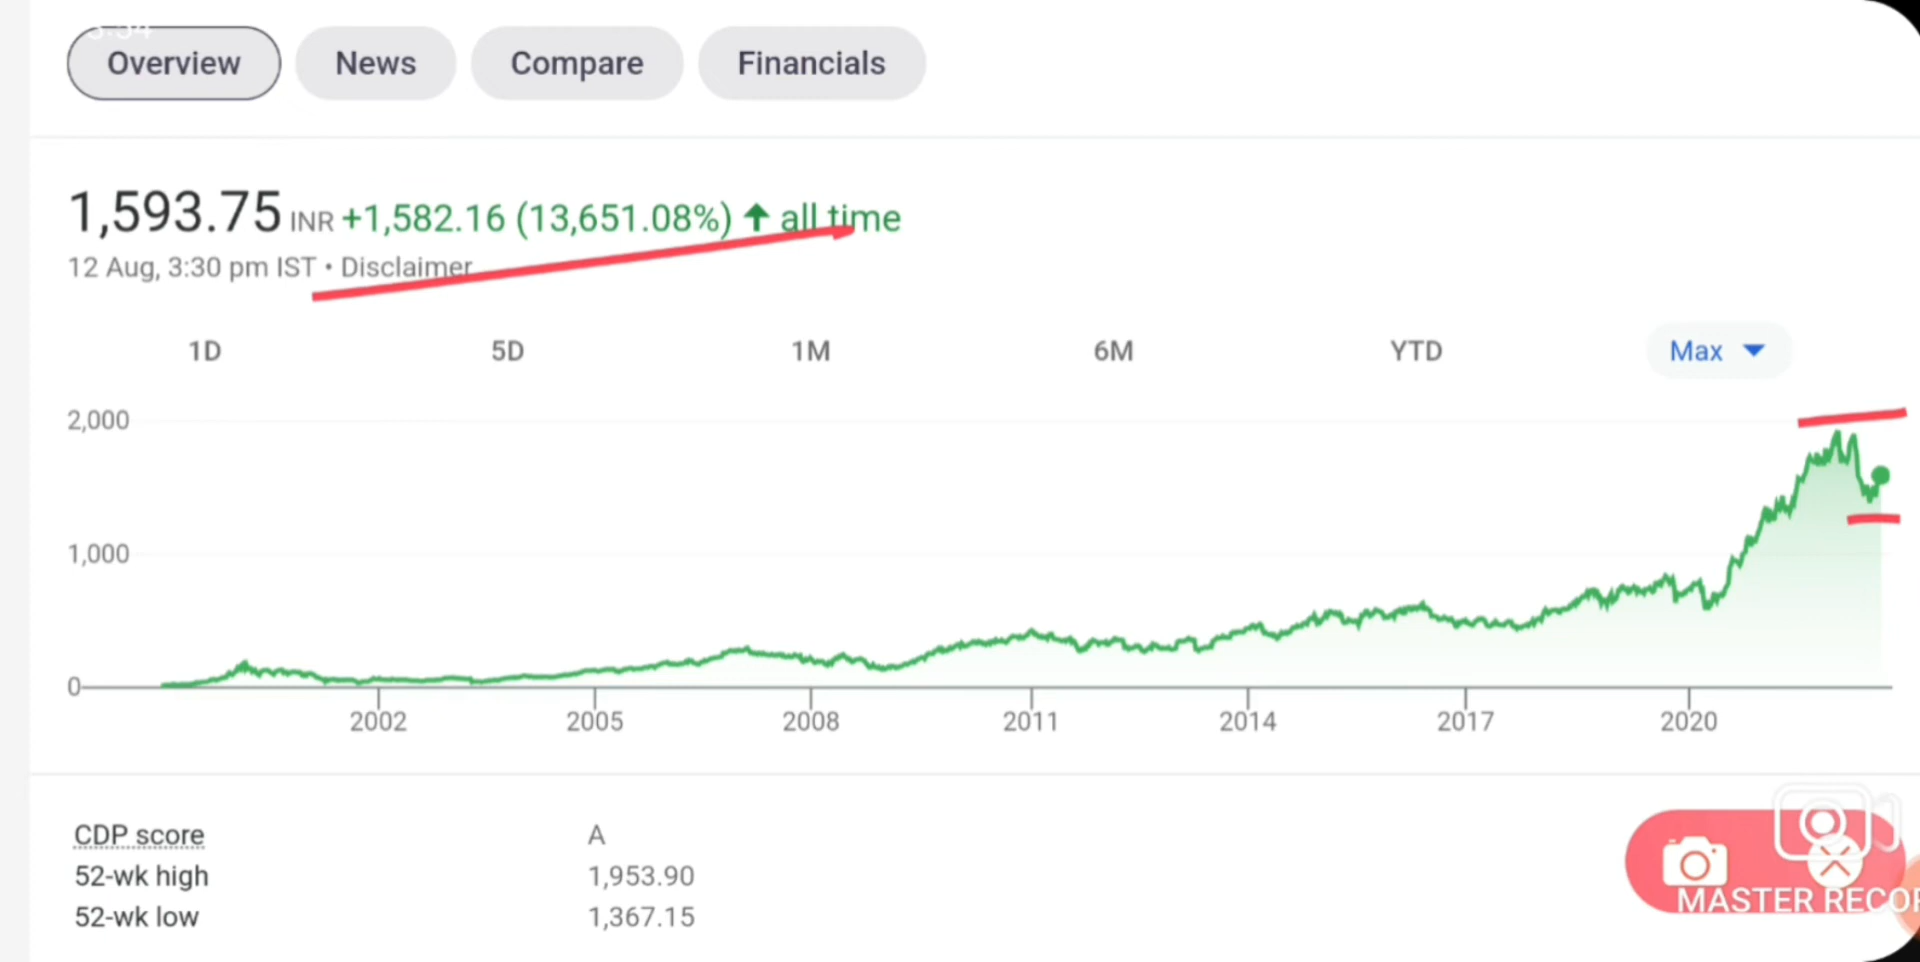 Overview News Compare Financials
1,593.75 INR +1,582.16 (13,651.08%) ↑ all time
12 Aug, 3:30 pm IST • Disclaimer
1D 5D 1M 6M YTD Max
2,000
1,000
0
2002 2005 2008 2011 2014 2017 2020
CDP score A
52-wk high 1,953.90
52-wk low 1,367.15
MASTER